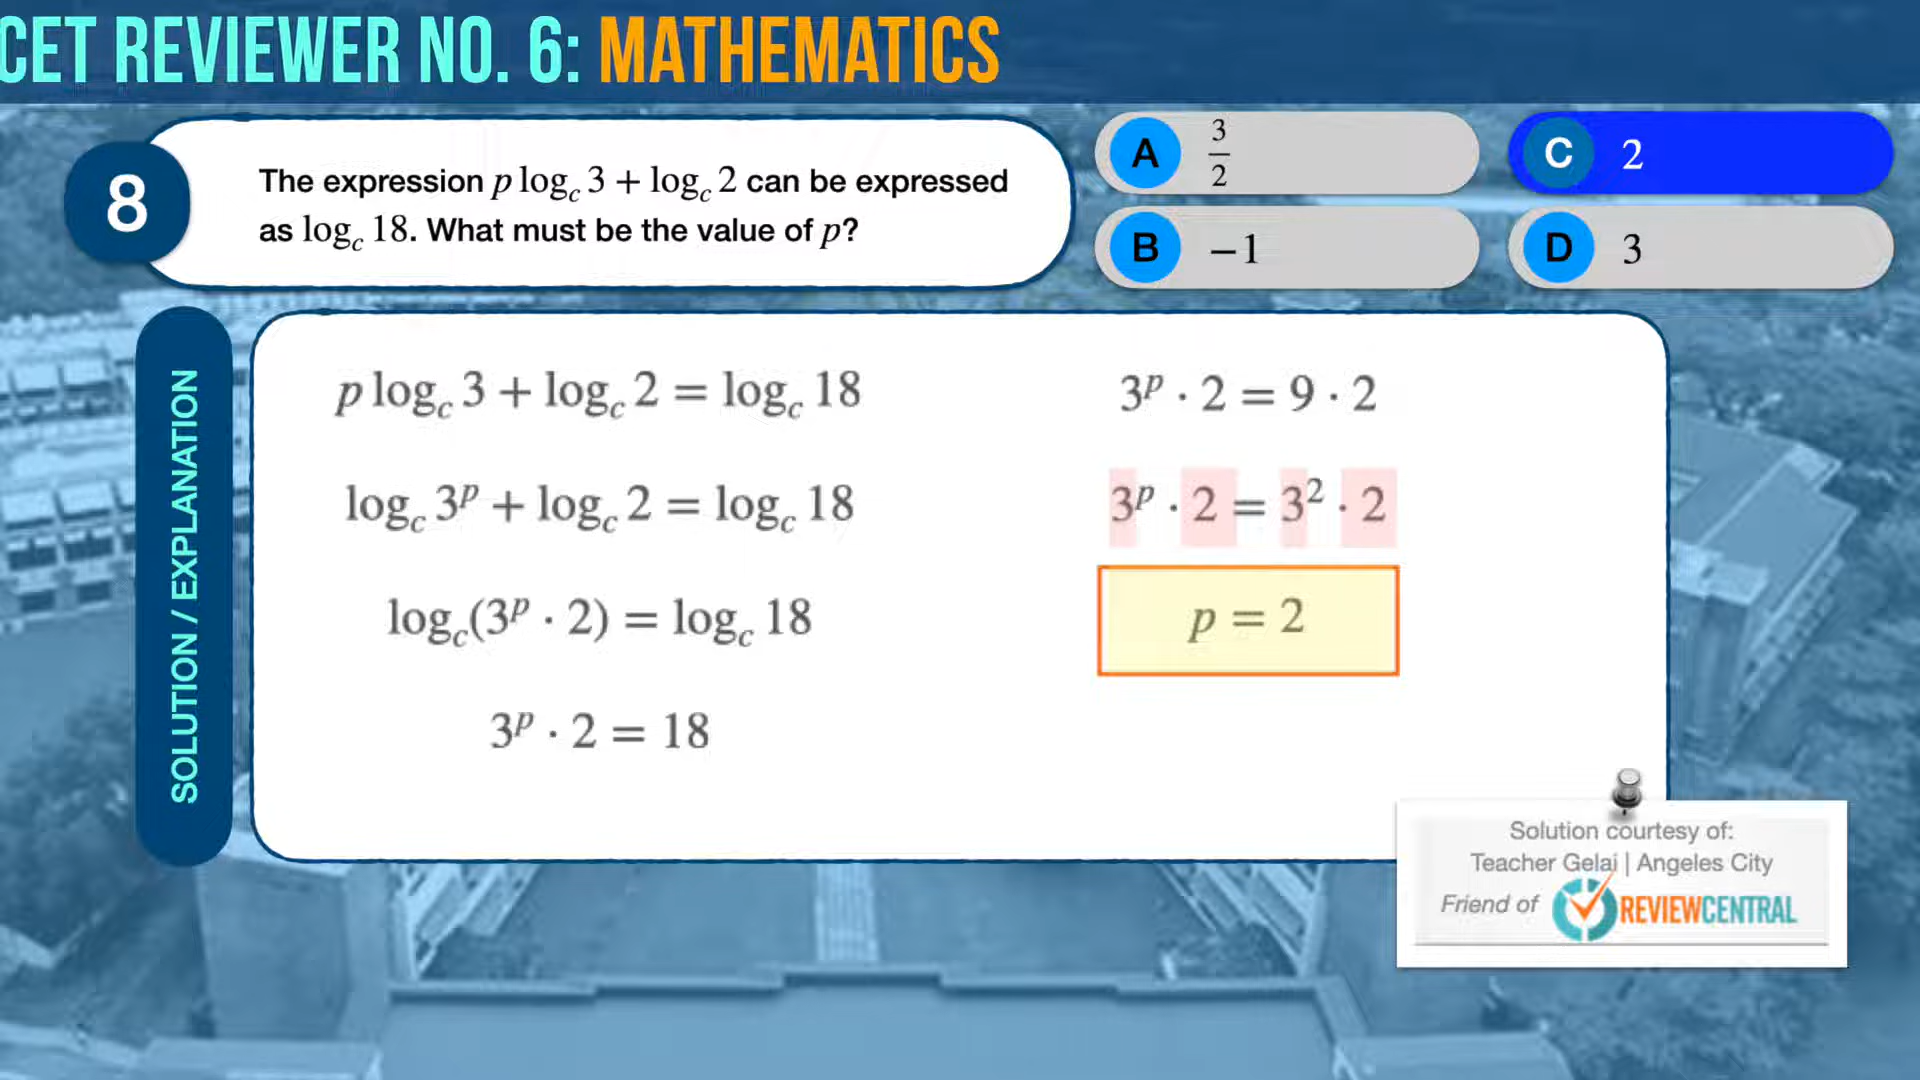 CET REVIEWER NO. 6: MATHEMATICS
8
The expression p log_c 3 + log_c 2 can be expressed
as log_c 18. What must be the value of p?
A 3/2
B −1
C 2
D 3
SOLUTION / EXPLANATION
p log_c 3 + log_c 2 = log_c 18
log_c 3^p + log_c 2 = log_c 18
log_c(3^p · 2) = log_c 18
3^p · 2 = 18
3^p · 2 = 9 · 2
3^p · 2 = 3^2 · 2
p = 2
Solution courtesy of:
Teacher Gelai | Angeles City
Friend of REVIEWCENTRAL